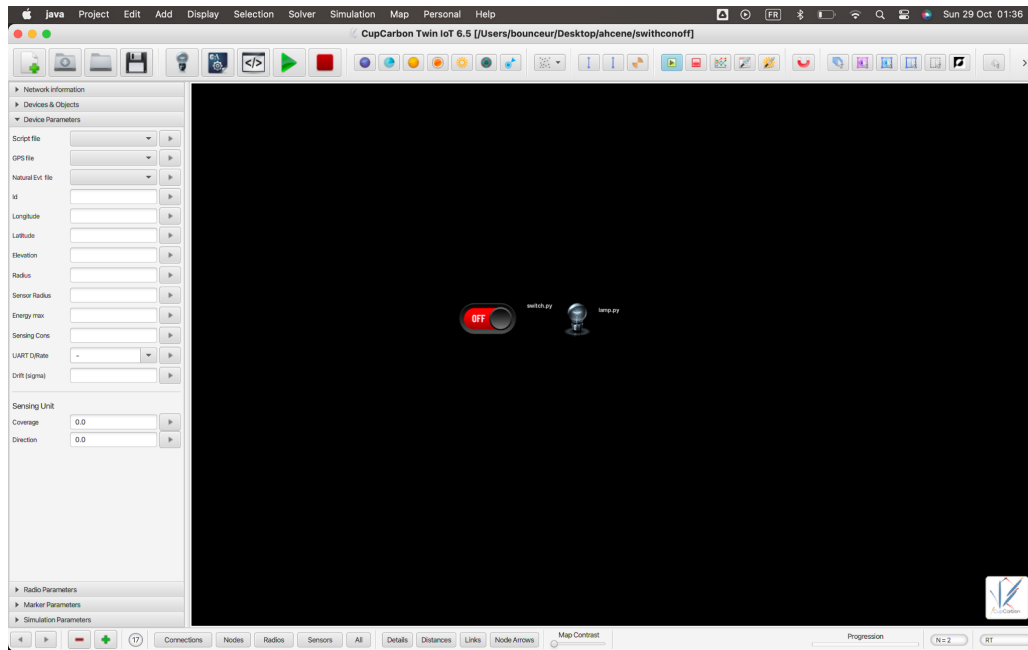 java Project Edit Add Display Selection Solver Simulation Map Personal Help FR Sun 29 Oct 01:36
CupCarbon Twin IoT 6.5 [/Users/bounceur/Desktop/ahcene/swithconoff]
Network information
Devices & Objects
Device Parameters
Script file
GPS file
Natural Evt file
Id
Longitude
Latitude
Elevation
Radius
Sensor Radius
Energy max
Sensing Cons
UART D/Rate -
Drift (sigma)
Sensing Unit
Coverage 0.0
Direction 0.0
OFF
switch.py
lamp.py
Radio Parameters
Marker Parameters
Simulation Parameters
CupCarbon
17 Connections Nodes Radios Sensors All Details Distances Links Node Arrows Map Contrast Progression N = 2 RT